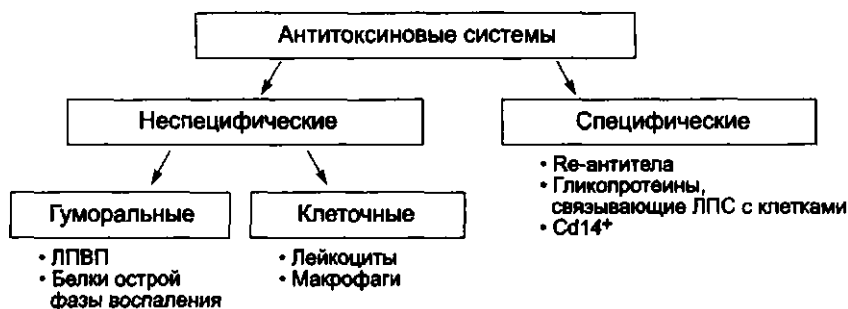 Антитоксиновые системы
Неспецифические
Специфические
• Re-антитела
• Гликопротеины,
связывающие ЛПС с клетками
• Cd14⁺
Гуморальные
Клеточные
• ЛПВП
• Белки острой
фазы воспаления
• Лейкоциты
• Макрофаги